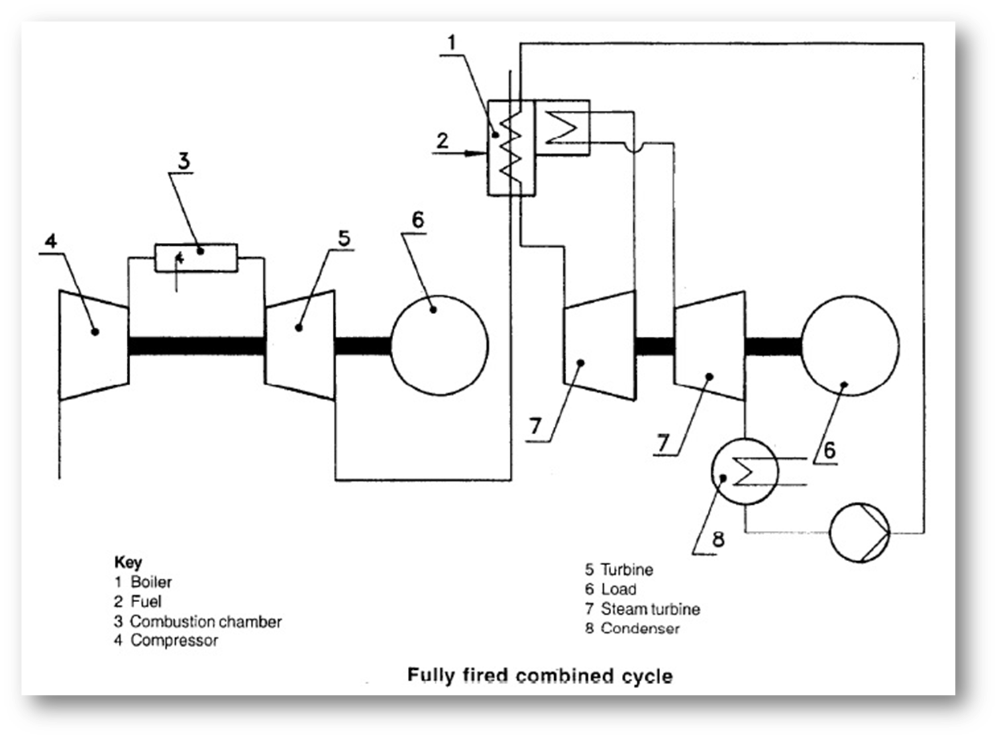 1
2
3
6
4
5
7
7
6
8
Key
1 Boiler
2 Fuel
3 Combustion chamber
4 Compressor
5 Turbine
6 Load
7 Steam turbine
8 Condenser
Fully fired combined cycle